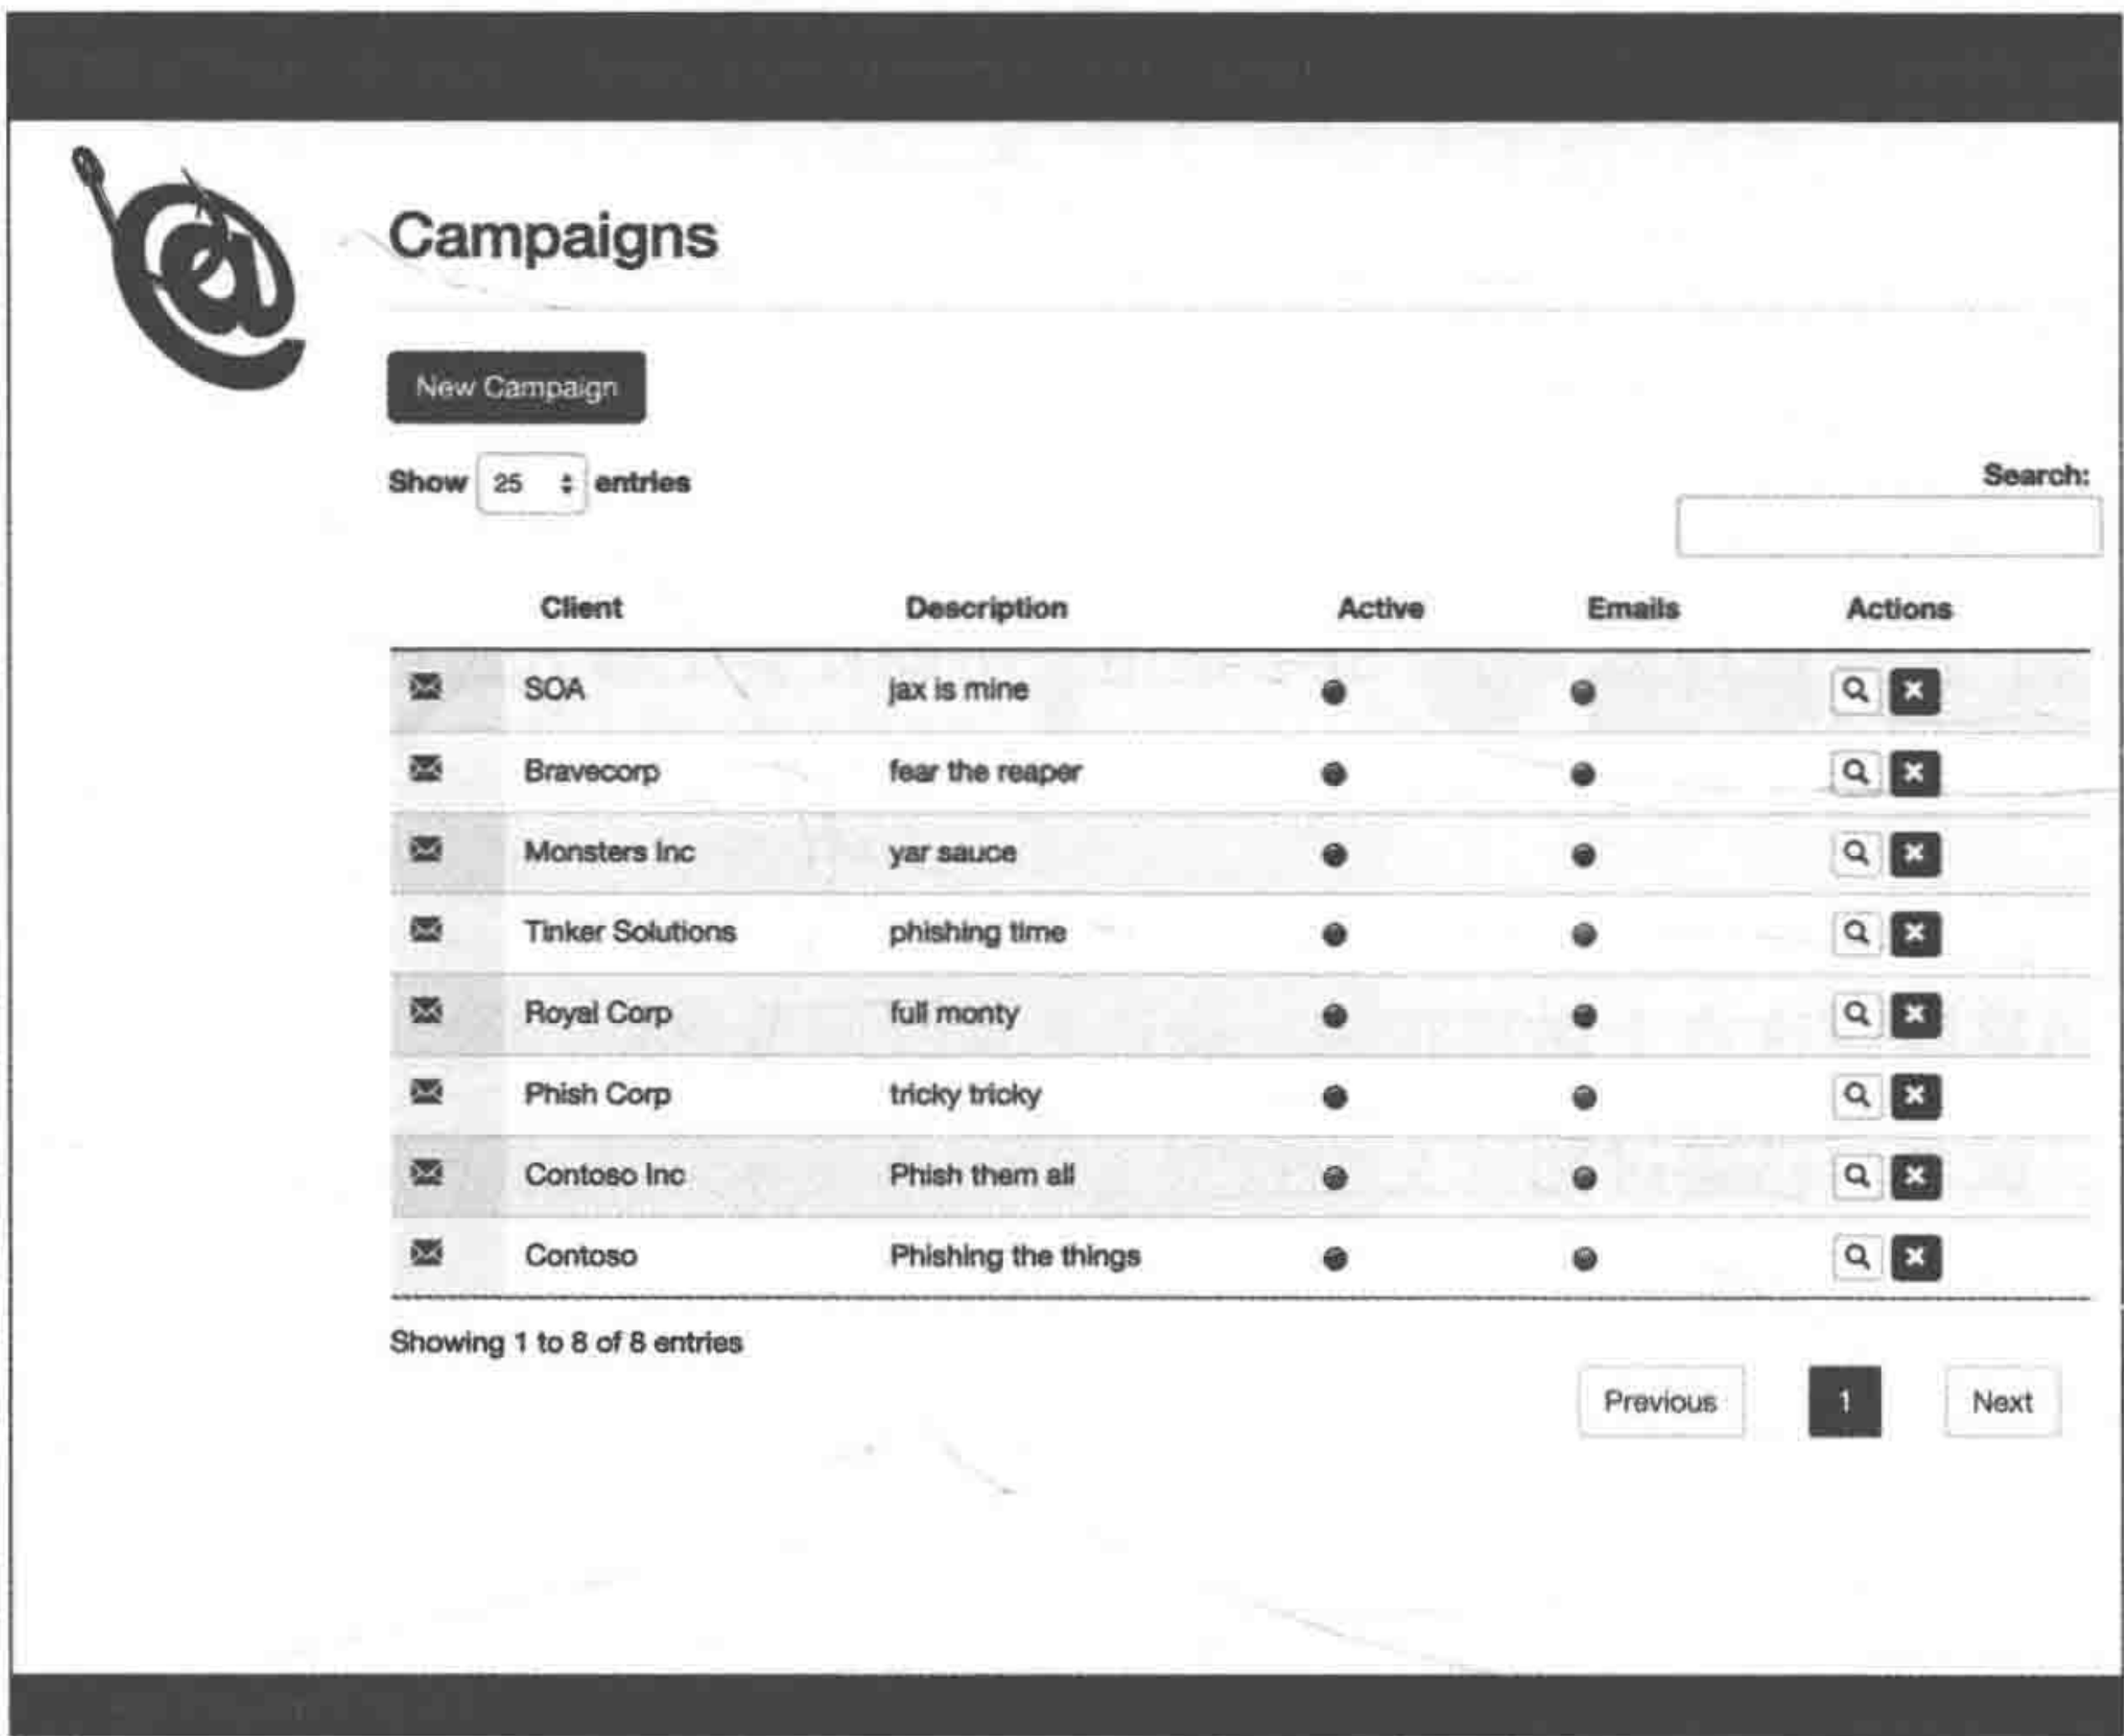 Campaigns
New Campaign
Show 25 entries
Search:
Client Description Active Emails Actions
SOA jax is mine
Bravecorp fear the reaper
Monsters Inc yar sauce
Tinker Solutions phishing time
Royal Corp full monty
Phish Corp tricky tricky
Contoso Inc Phish them all
Contoso Phishing the things
Showing 1 to 8 of 8 entries
Previous 1 Next